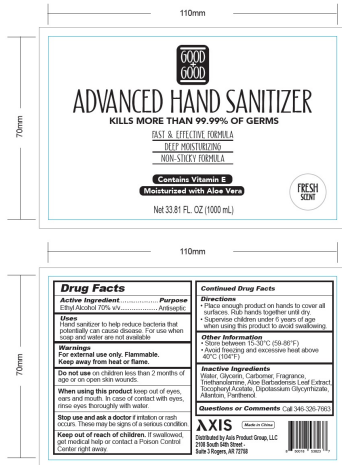 110mm
70mm
GOOD
+
GOOD
ADVANCED HAND SANITIZER
KILLS MORE THAN 99.99% OF GERMS
FAST & EFFECTIVE FORMULA
DEEP MOISTURIZING
NON-STICKY FORMULA
Contains Vitamin E
Moisturized with Aloe Vera
FRESH
SCENT
Net 33.81 FL. OZ (1000 mL)
110mm
70mm
Drug Facts
Active Ingredient....................Purpose
Ethyl Alcohol 70% v/v.................. Antiseptic
Uses
Hand sanitizer to help reduce bacteria that
potentially can cause disease. For use when
soap and water are not available
Warnings
For external use only. Flammable.
Keep away from heat or flame.
Do not use on children less than 2 months of
age or on open skin wounds.
When using this product keep out of eyes,
ears and mouth. In case of contact with eyes,
rinse eyes thoroughly with water.
Stop use and ask a doctor if irritation or rash
occurs. These may be signs of a serious condition
Keep out of reach of children. If swallowed,
get medical help or contact a Poison Control
Center right away.
Continued Drug Facts
Directions
• Place enough product on hands to cover all
surfaces. Rub hands together until dry.
• Supervise children under 6 years of age
when using this product to avoid swallowing.
Other Information
• Store between 15-30°C (59-86°F)
• Avoid freezing and excessive heat above
40°C (104°F)
Inactive Ingredients
Water, Glycerin, Carbomer, Fragrance,
Triethanolamine, Aloe Barbadensis Leaf Extract,
Tocopheryl Acetate, Dipotassium Glycyrrhizate,
Allantoin, Panthenol
Questions or Comments Call 346-326-7863
AXIS
Made in China
Distributed by Axis Product Group, LLC
2108 South 54th Street -
Suite 3 Rogers, AR 72758